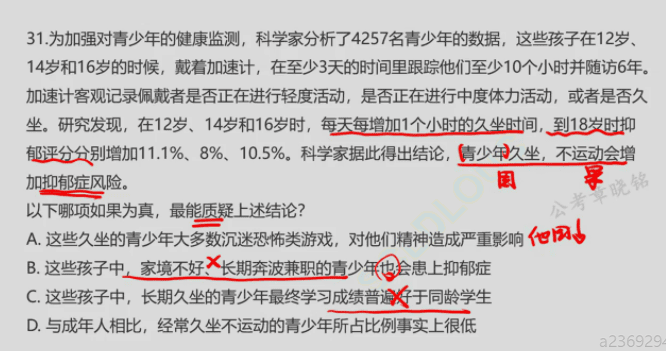 31.为加强对青少年的健康监测，科学家分析了4257名青少年的数据，这些孩子在12岁、
14岁和16岁的时候，戴着加速计，在至少3天的时间里跟踪他们至少10个小时并随访6年。
加速计客观记录佩戴者是否正在进行轻度活动，是否正在进行中度体力活动，或者是否久
坐。研究发现，在12岁、14岁和16岁时，每天每增加1个小时的久坐时间，到18岁时抑
郁评分分别增加11.1%、8%、10.5%。科学家据此得出结论，青少年久坐，不运动会增
因 果
加抑郁症风险。
公考章晓铭
以下哪项如果为真，最能质疑上述结论？
A. 这些久坐的青少年大多数沉迷恐怖类游戏，对他们精神造成严重影响 他因
B. 这些孩子中，家境不好、长期奔波兼职的青少年也会患上抑郁症
C. 这些孩子中，长期久坐的青少年最终学习成绩普遍好于同龄学生
D. 与成年人相比，经常久坐不运动的青少年所占比例事实上很低
a2369294